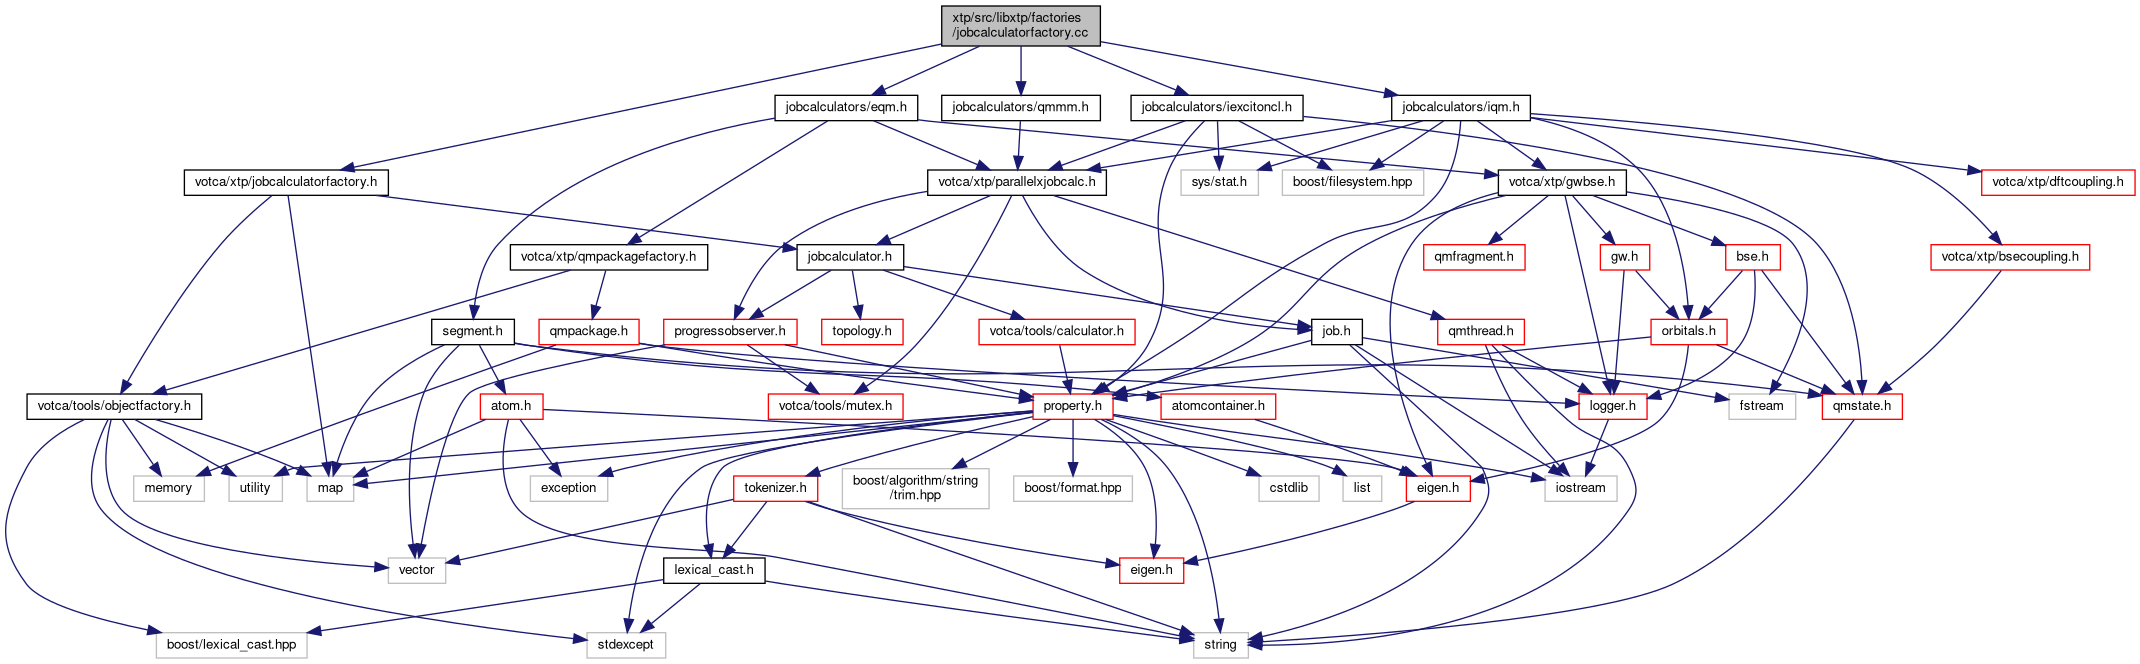 xtp/src/libxtp/factories
/jobcalculatorfactory.cc
jobcalculators/eqm.h
jobcalculators/qmmm.h
jobcalculators/iexcitoncl.h
jobcalculators/iqm.h
votca/xtp/jobcalculatorfactory.h
votca/xtp/parallelxjobcalc.h
sys/stat.h
boost/filesystem.hpp
votca/xtp/gwbse.h
votca/xtp/dftcoupling.h
votca/xtp/qmpackagefactory.h
jobcalculator.h
qmfragment.h
gw.h
bse.h
votca/xtp/bsecoupling.h
segment.h
qmpackage.h
progressobserver.h
topology.h
votca/tools/calculator.h
job.h
qmthread.h
orbitals.h
votca/tools/objectfactory.h
atom.h
votca/tools/mutex.h
property.h
atomcontainer.h
logger.h
fstream
qmstate.h
memory
utility
map
exception
tokenizer.h
boost/algorithm/string
/trim.hpp
boost/format.hpp
cstdlib
list
eigen.h
iostream
vector
lexical_cast.h
eigen.h
boost/lexical_cast.hpp
stdexcept
string